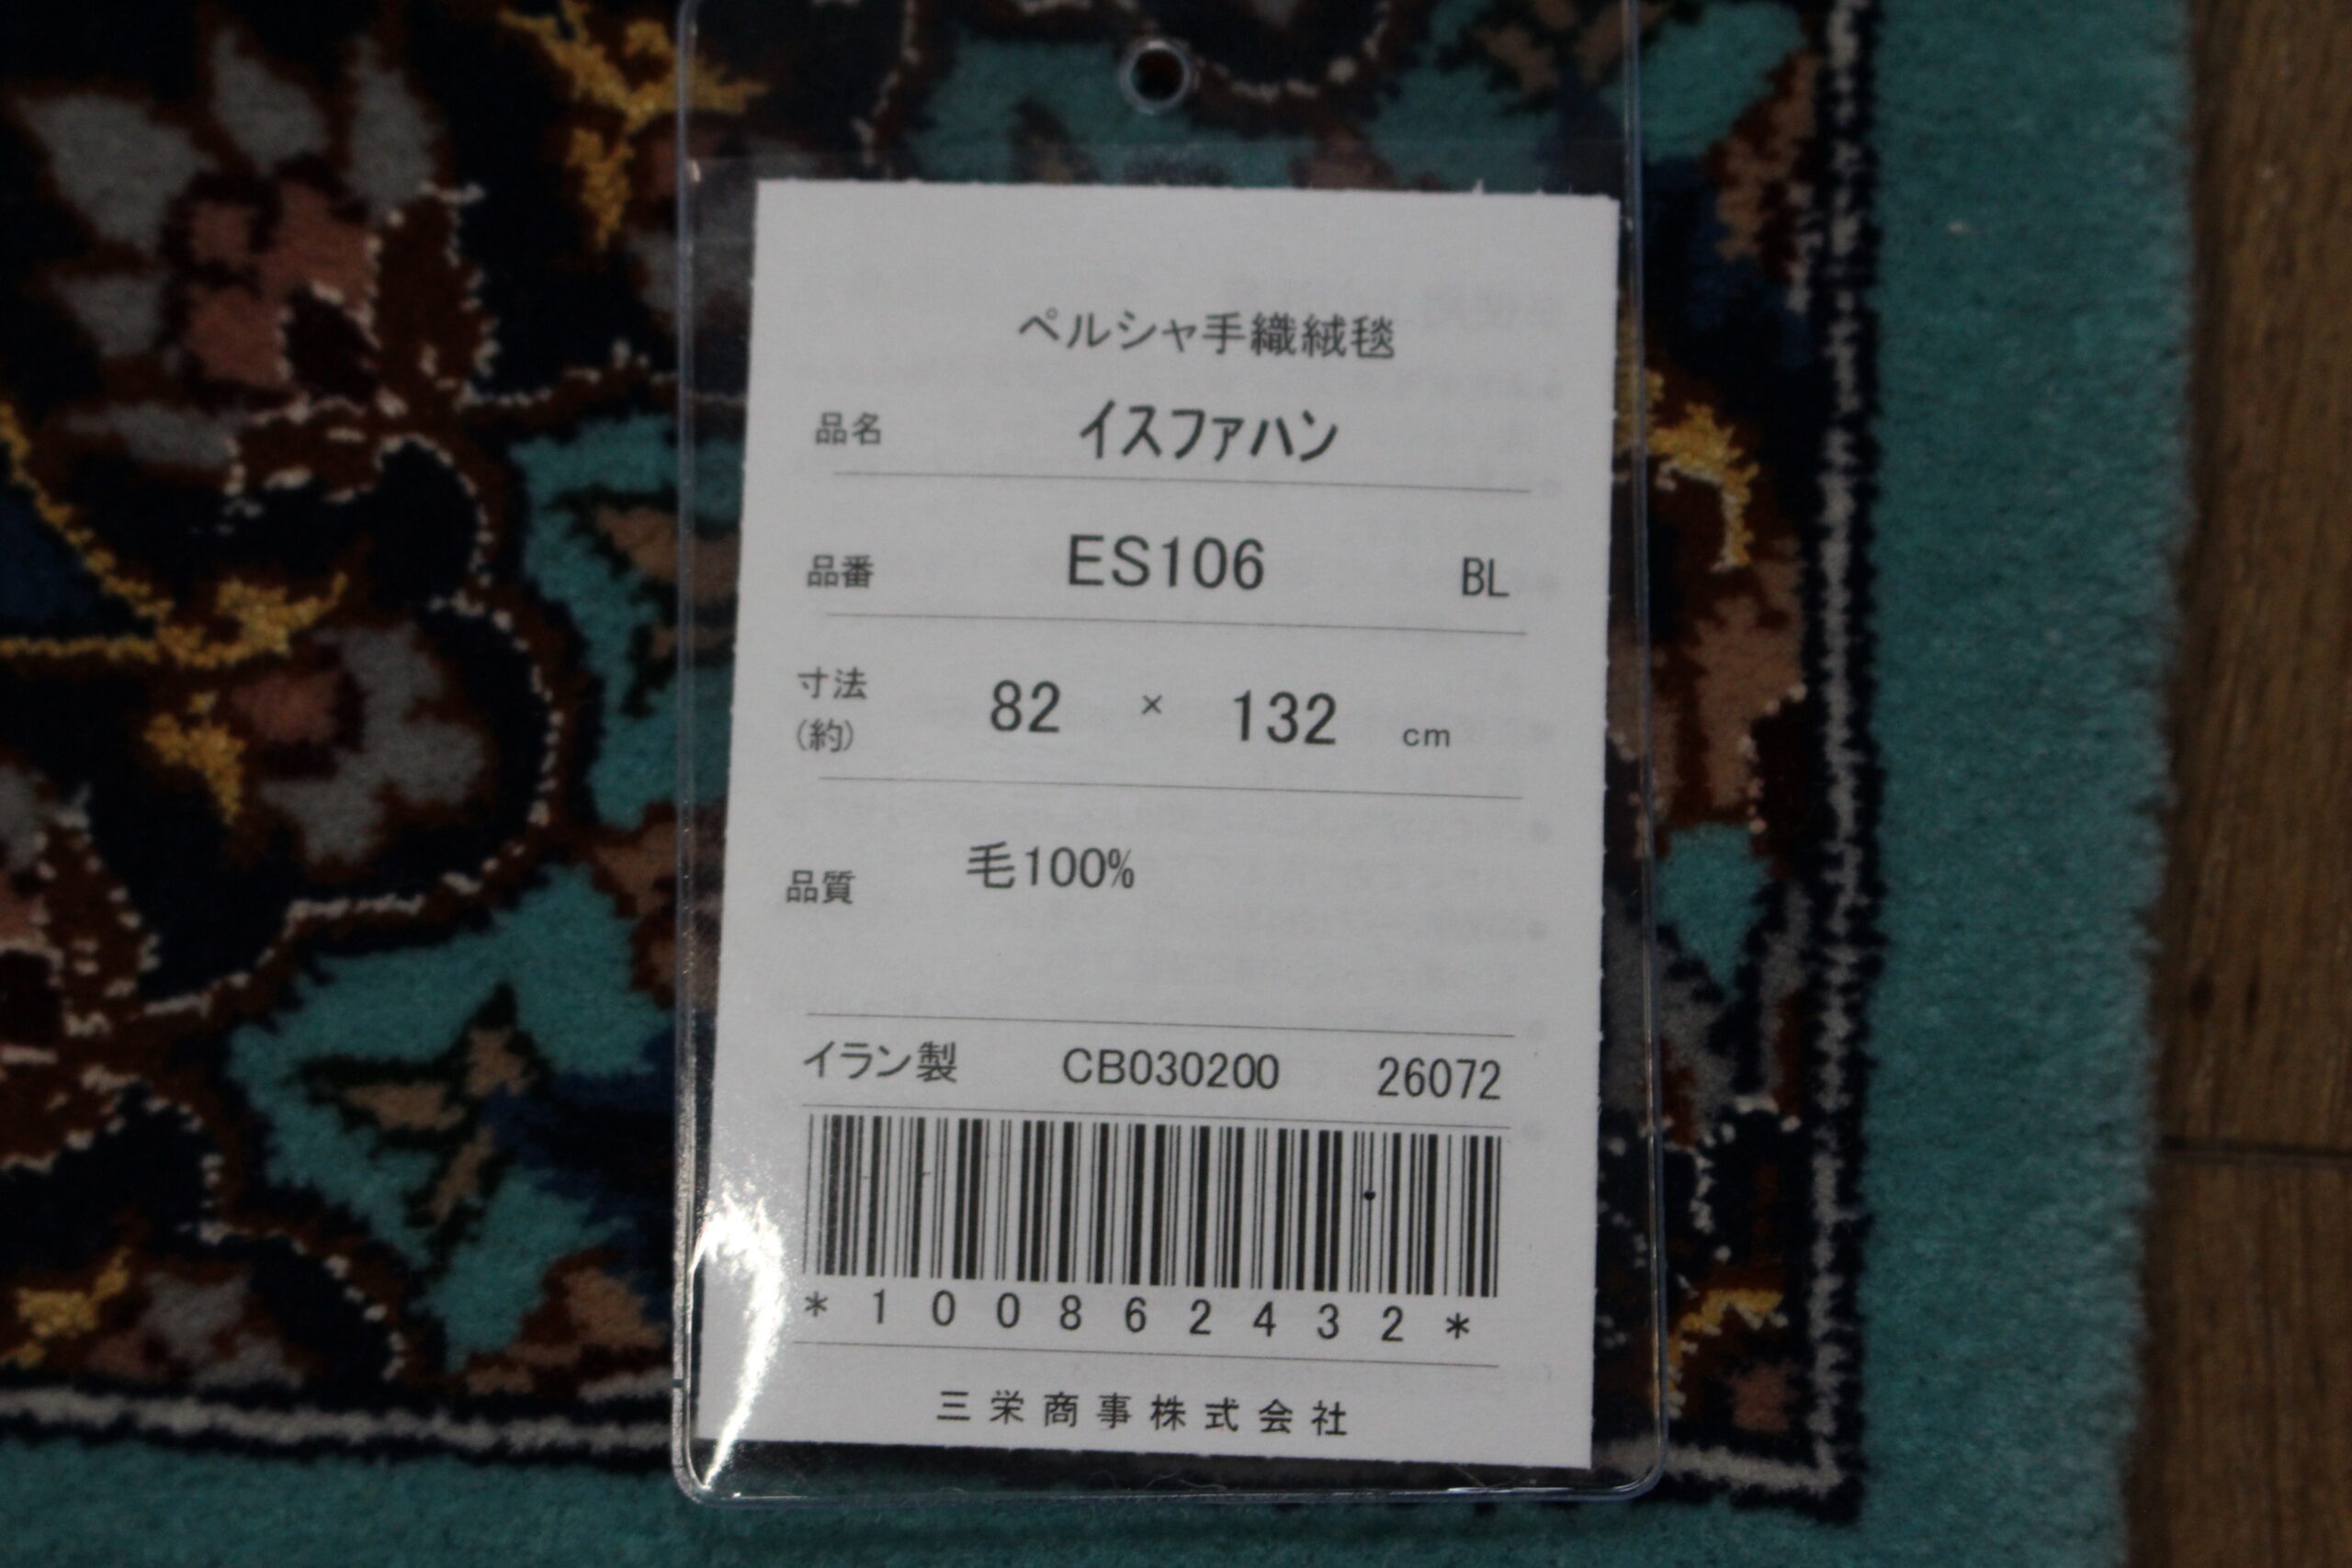 ペルシャ手織絨毯
品名 イスファハン
品番 ES106 BL
寸法 (約) 82 × 132 cm
品質 毛100%
イラン製 CB030200 26072
*100862432*
三栄商事株式会社